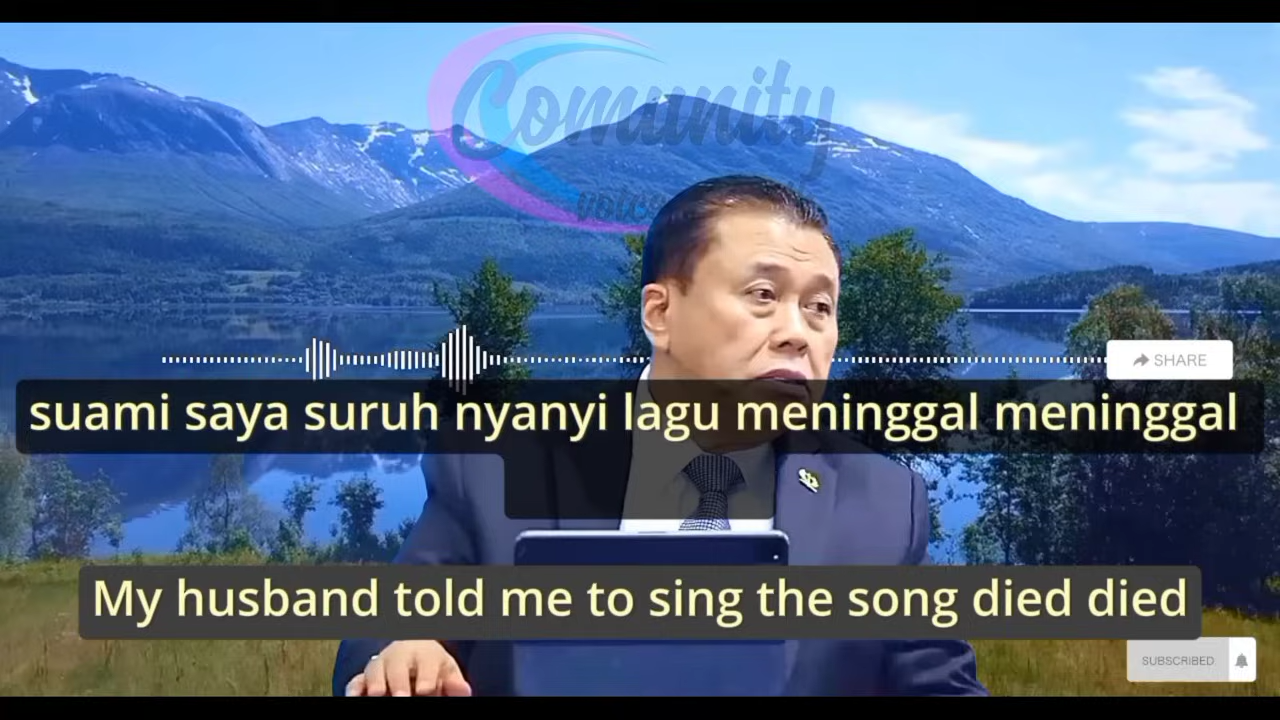 Comunity
voice
SHARE
suami saya suruh nyanyi lagu meninggal meninggal
My husband told me to sing the song died died
SUBSCRIBED